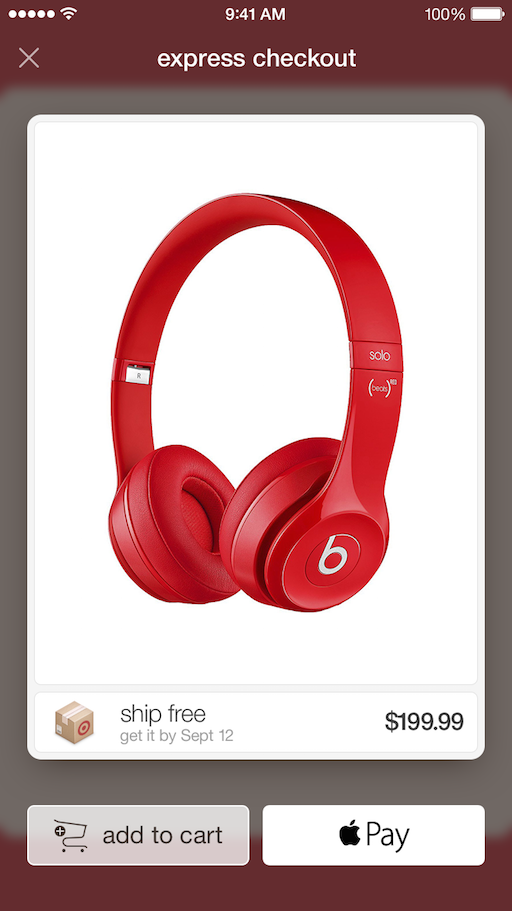 9:41 AM
100%
express checkout
solo
(beats)
b
ship free
get it by Sept 12
$199.99
add to cart
Pay